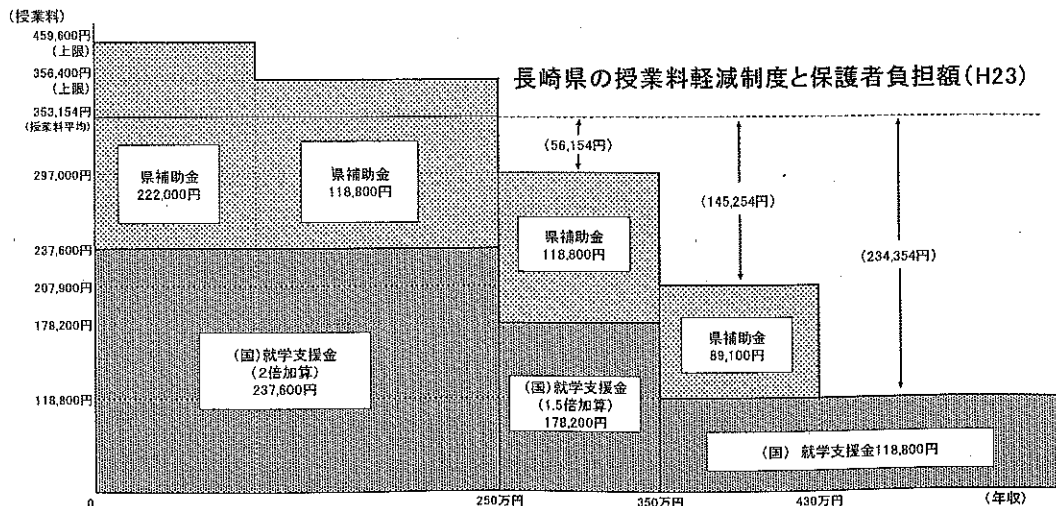 (授業料)
459,600円
(上限)
356,400円
(上限)
353,154円
(授業料平均)
297,000円
237,600円
207,900円
178,200円
118,800円
長崎県の授業料軽減制度と保護者負担額(H23)
県補助金
222,000円
県補助金
118,800円
(56,154円)
(145,254円)
(234,354円)
県補助金
118,800円
県補助金
89,100円
(国)就学支援金
(2倍加算)
237,600円
(国)就学支援金
(1.5倍加算)
178,200円
(国) 就学支援金118,800円
0
250万円
350万円
430万円
(年収)